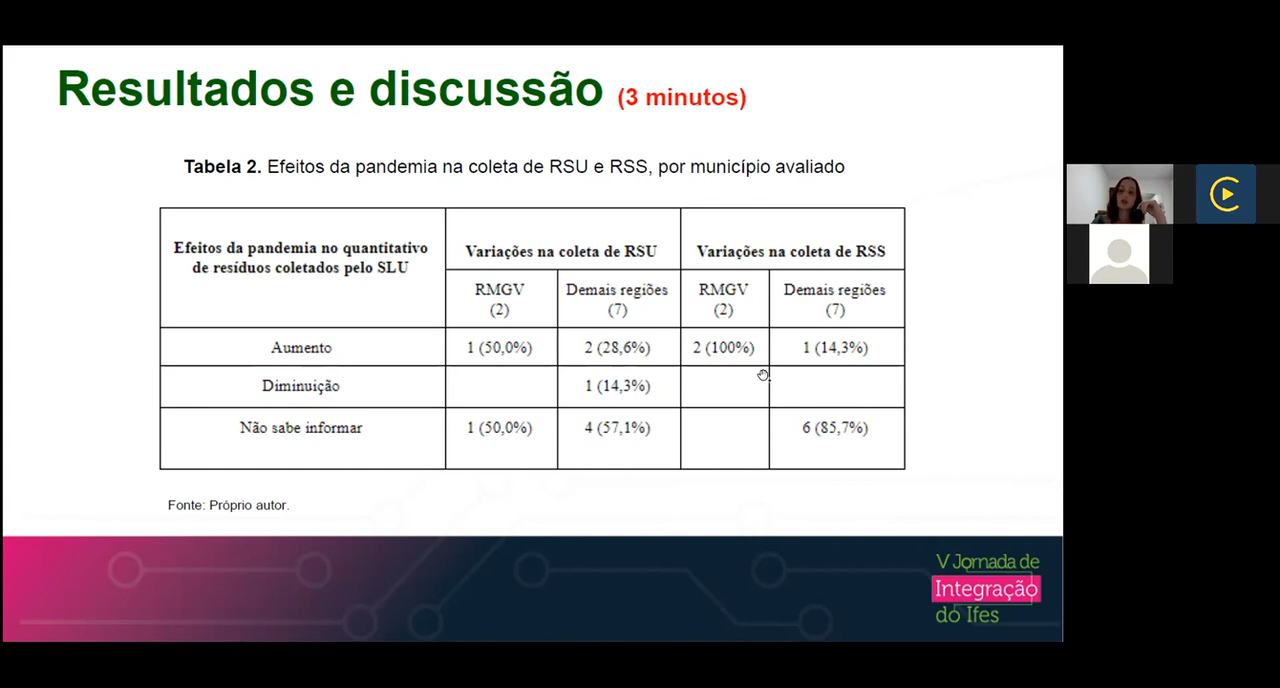 Resultados e discussão (3 minutos)
Tabela 2. Efeitos da pandemia na coleta de RSU e RSS, por município avaliado
Efeitos da pandemia no quantitativo
de resíduos coletados pelo SLU
Variações na coleta de RSU
Variações na coleta de RSS
RMGV
(2)
Demais regiões
(7)
RMGV
(2)
Demais regiões
(7)
Aumento 1 (50,0%) 2 (28,6%) 2 (100%) 1 (14,3%)
Diminuição 1 (14,3%)
Não sabe informar 1 (50,0%) 4 (57,1%) 6 (85,7%)
Fonte: Próprio autor.
V Jornada de
Integração
do Ifes